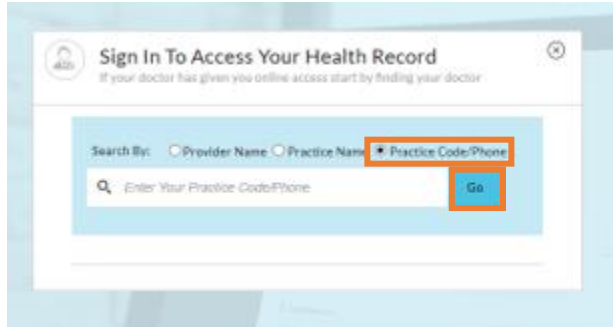 Sign In To Access Your Health Record
If your doctor has given you online access start by finding your doctor
Search By: Provider Name Practice Name Practice Code/Phone
Enter Your Practice Code/Phone Go